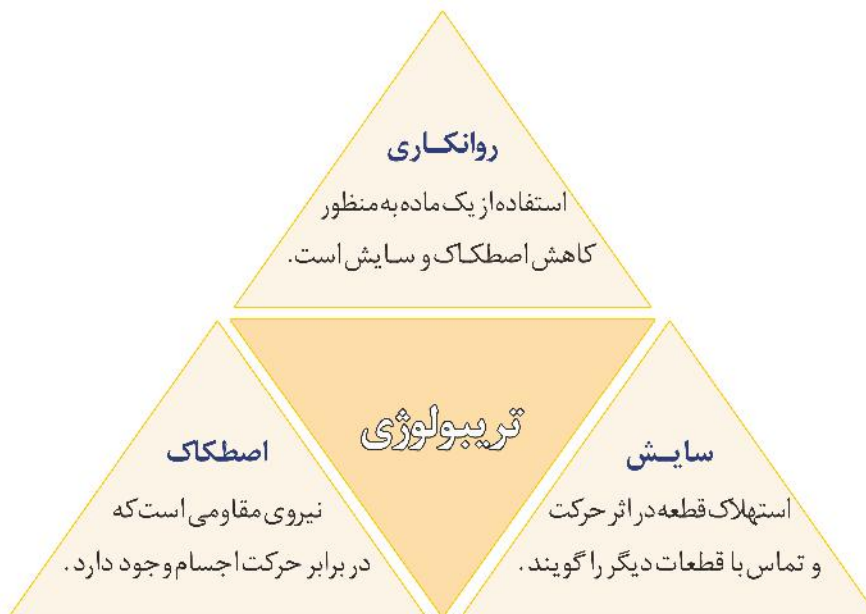 روانکاری
استفاده از یک ماده به منظور
کاهش اصطکاک و سایش است.
تریبولوژی
سایش
استهلاک قطعه در اثر حرکت
و تماس با قطعات دیگر را گویند.
اصطکاک
نیروی مقاومی است که
در برابر حرکت اجسام وجود دارد.